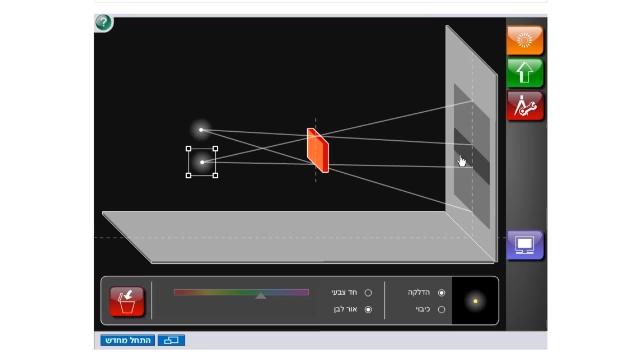 ?
הדלקה
חד צבעי
כיבוי
אור לבן
התחל מחדש